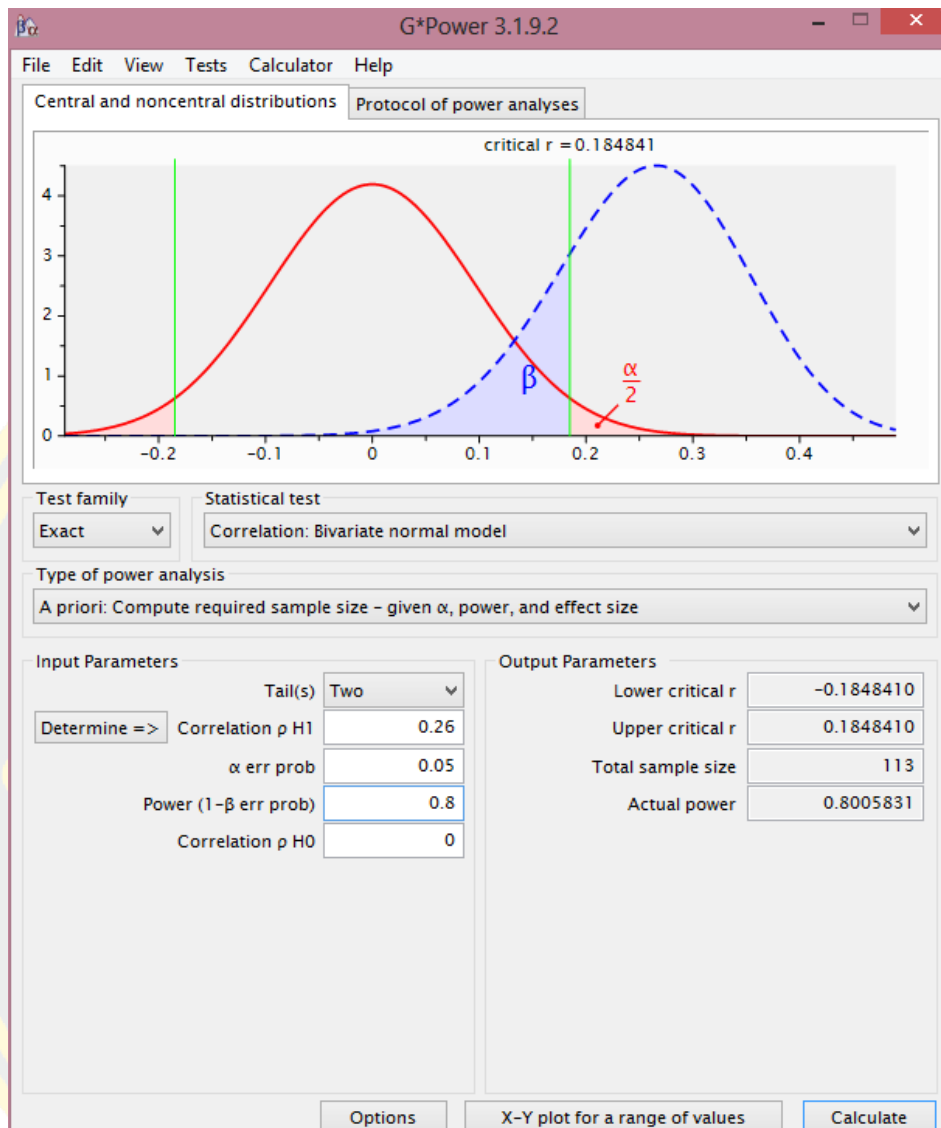 βα
G*Power 3.1.9.2
File Edit View Tests Calculator Help
Central and noncentral distributions Protocol of power analyses
critical r = 0.184841
4
3
2
1
0
β
α
2
-0.2 -0.1 0 0.1 0.2 0.3 0.4
Test family Statistical test
Exact Correlation: Bivariate normal model
Type of power analysis
A priori: Compute required sample size – given α, power, and effect size
Input Parameters Output Parameters
Tail(s) Two Lower critical r -0.1848410
Determine => Correlation ρ H1 0.26 Upper critical r 0.1848410
α err prob 0.05 Total sample size 113
Power (1-β err prob) 0.8 Actual power 0.8005831
Correlation ρ H0 0
Options X-Y plot for a range of values Calculate